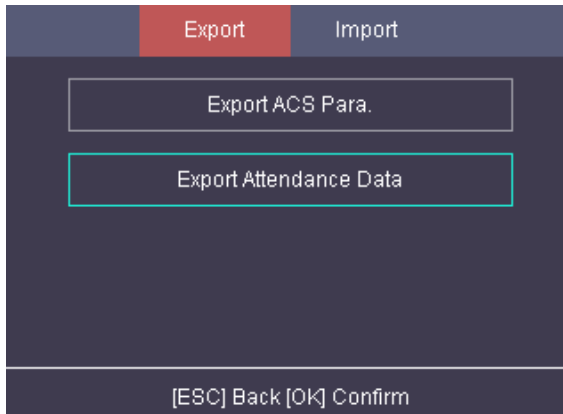 Export Import
Export ACS Para.
Export Attendance Data
[ESC] Back [OK] Confirm